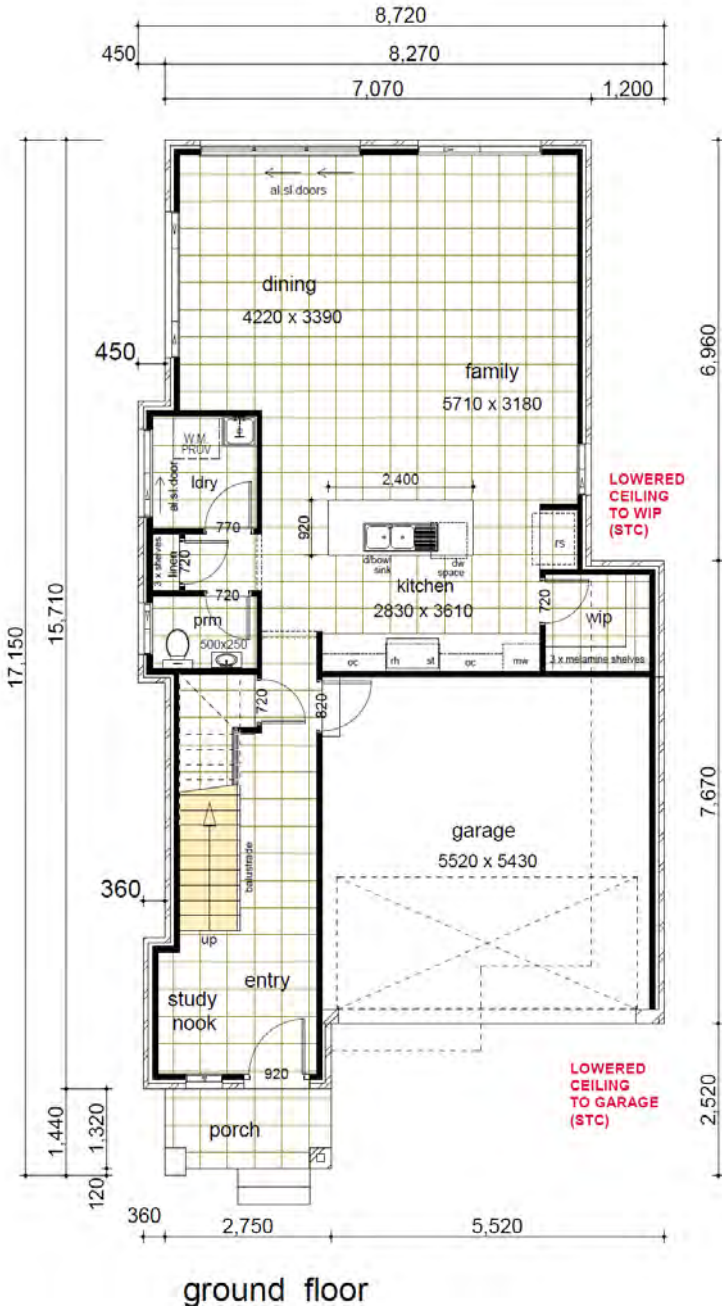 8,720
450
8,270
7,070
1,200
al.sl.doors
dining
4220 x 3390
450
family
5710 x 3180
6,960
W.M.
PROV
al.sl.door
ldry
770
2,400
920
LOWERED
CEILING
TO WIP
(STC)
3 x shelves
linen
720
d/bowl
sink
dw
space
rs
kitchen
2830 x 3610
720
prm
500x250
720
wip
oc
rh
st
oc
mw
3 x melamine shelves
17,150
15,710
720
820
7,670
garage
5520 x 5430
balustrade
360
up
entry
study
nook
920
LOWERED
CEILING
TO GARAGE
(STC)
2,520
1,440
1,320
porch
120
360
2,750
5,520
ground floor